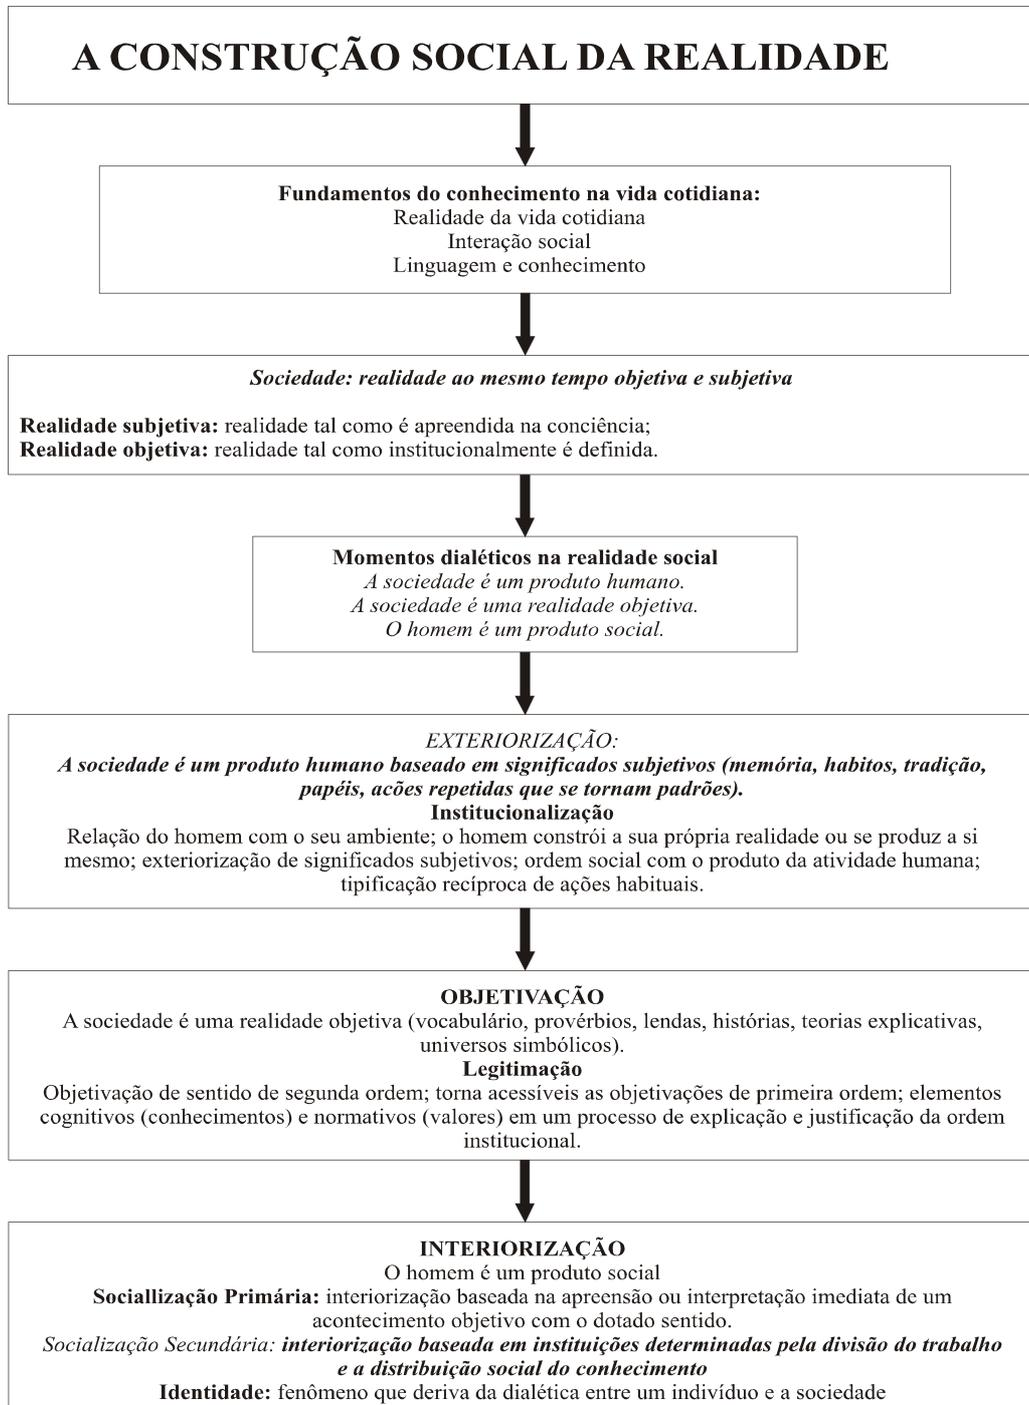 A CONSTRUÇÃO SOCIAL DA REALIDADE
Fundamentos do conhecimento na vida cotidiana:
Realidade da vida cotidiana
Interação social
Linguagem e conhecimento
Sociedade: realidade ao mesmo tempo objetiva e subjetiva
Realidade subjetiva: realidade tal como é apreendida na conciência;
Realidade objetiva: realidade tal como institucionalmente é definida.
Momentos dialéticos na realidade social
A sociedade é um produto humano.
A sociedade é uma realidade objetiva.
O homem é um produto social.
EXTERIORIZAÇÃO:
A sociedade é um produto humano baseado em significados subjetivos (memória, habitos, tradição,
papéis, acões repetidas que se tornam padrões).
Institucionalização
Relação do homem com o seu ambiente; o homem constrói a sua própria realidade ou se produz a si
mesmo; exteriorização de significados subjetivos; ordem social com o produto da atividade humana;
tipificação recíproca de ações habituais.
OBJETIVAÇÃO
A sociedade é uma realidade objetiva (vocabulário, provérbios, lendas, histórias, teorias explicativas,
universos simbólicos).
Legitimação
Objetivação de sentido de segunda ordem; torna acessíveis as objetivações de primeira ordem; elementos
cognitivos (conhecimentos) e normativos (valores) em um processo de explicação e justificação da ordem
institucional.
INTERIORIZAÇÃO
O homem é um produto social
Sociallização Primária: interiorização baseada na apreensão ou interpretação imediata de um
acontecimento objetivo com o dotado sentido.
Socialização Secundária: interiorização baseada em instituições determinadas pela divisão do trabalho
e a distribuição social do conhecimento
Identidade: fenômeno que deriva da dialética entre um indivíduo e a sociedade